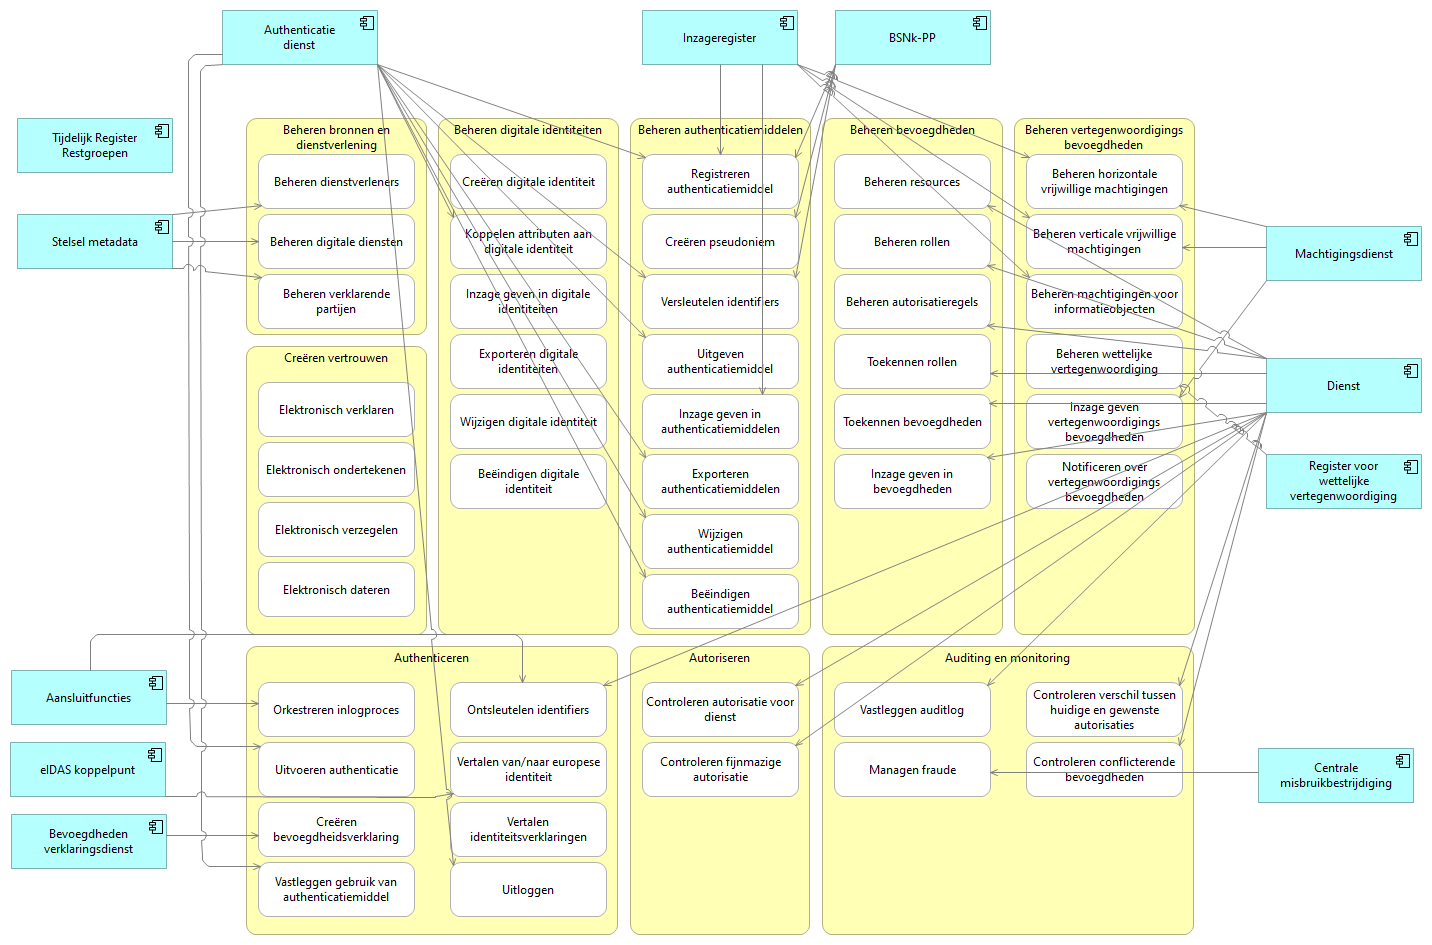 Authenticatie
dienst
Inzageregister
BSNk-PP
Tijdelijk Register
Restgroepen
Stelsel metadata
Beheren bronnen en
dienstverlening
Beheren dienstverleners
Beheren digitale diensten
Beheren verklarende
partijen
Creëren vertrouwen
Elektronisch verklaren
Elektronisch ondertekenen
Elektronisch verzegelen
Elektronisch dateren
Beheren digitale identiteiten
Creëren digitale identiteit
Koppelen attributen aan
digitale identiteit
Inzage geven in digitale
identiteiten
Exporteren digitale
identiteiten
Wijzigen digitale identiteit
Beëindigen digitale
identiteit
Beheren authenticatiemiddelen
Registreren
authenticatiemiddel
Creëren pseudoniem
Versleutelen identifiers
Uitgeven
authenticatiemiddel
Inzage geven in
authenticatiemiddelen
Exporteren
authenticatiemiddelen
Wijzigen
authenticatiemiddel
Beëindigen
authenticatiemiddel
Beheren bevoegdheden
Beheren resources
Beheren rollen
Beheren autorisatieregels
Toekennen rollen
Toekennen bevoegdheden
Inzage geven in
bevoegdheden
Beheren vertegenwoordigings
bevoegdheden
Beheren horizontale
vrijwillige machtigingen
Beheren verticale vrijwillige
machtigingen
Beheren machtigingen voor
informatieobjecten
Beheren wettelijke
vertegenwoordiging
Inzage geven
vertegenwoordigings
bevoegdheden
Notificeren over
vertegenwoordigings
bevoegdheden
Machtigingsdienst
Dienst
Register voor
wettelijke
vertegenwoordiging
Aansluitfuncties
eIDAS koppelpunt
Bevoegdheden
verklaringsdienst
Authenticeren
Orkestreren inlogproces
Ontsleutelen identifiers
Uitvoeren authenticatie
Vertalen van/naar europese
identiteit
Creëren
bevoegdheidsverklaring
Vertalen
identiteitsverklaringen
Vastleggen gebruik van
authenticatiemiddel
Uitloggen
Autoriseren
Controleren autorisatie voor
dienst
Controleren fijnmazige
autorisatie
Auditing en monitoring
Vastleggen auditlog
Controleren verschil tussen
huidige en gewenste
autorisaties
Managen fraude
Controleren conflicterende
bevoegdheden
Centrale
misbruikbestrijdiging